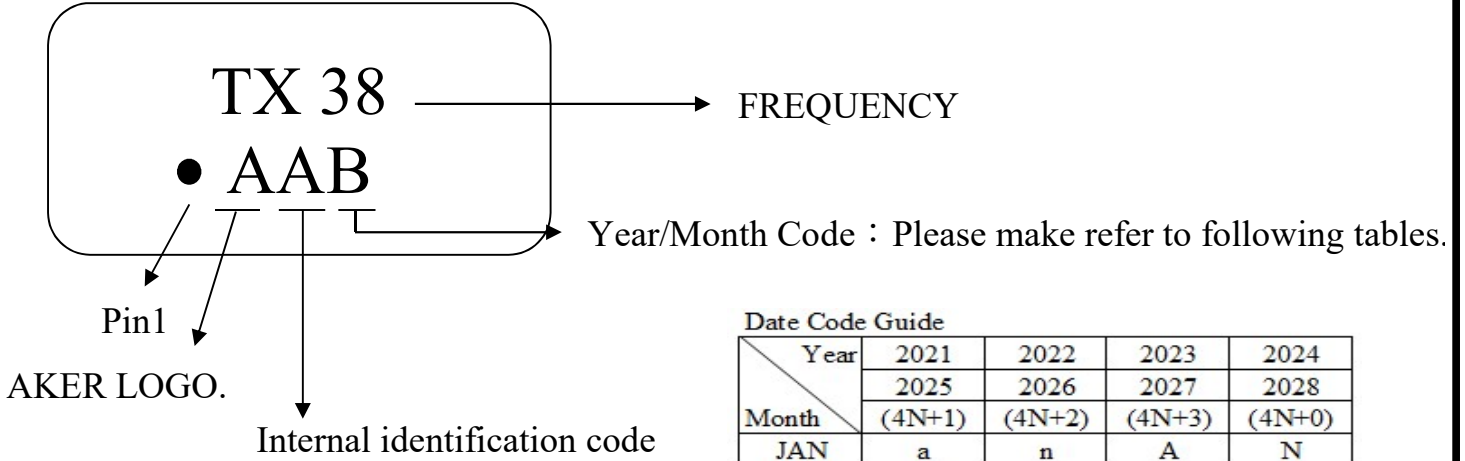 TX 38
FREQUENCY
• AAB
Year/Month Code：Please make refer to following tables.
Pin1
AKER LOGO.
Internal identification code
Date Code Guide
Year 2021 2022 2023 2024
2025 2026 2027 2028
Month (4N+1) (4N+2) (4N+3) (4N+0)
JAN a n A N